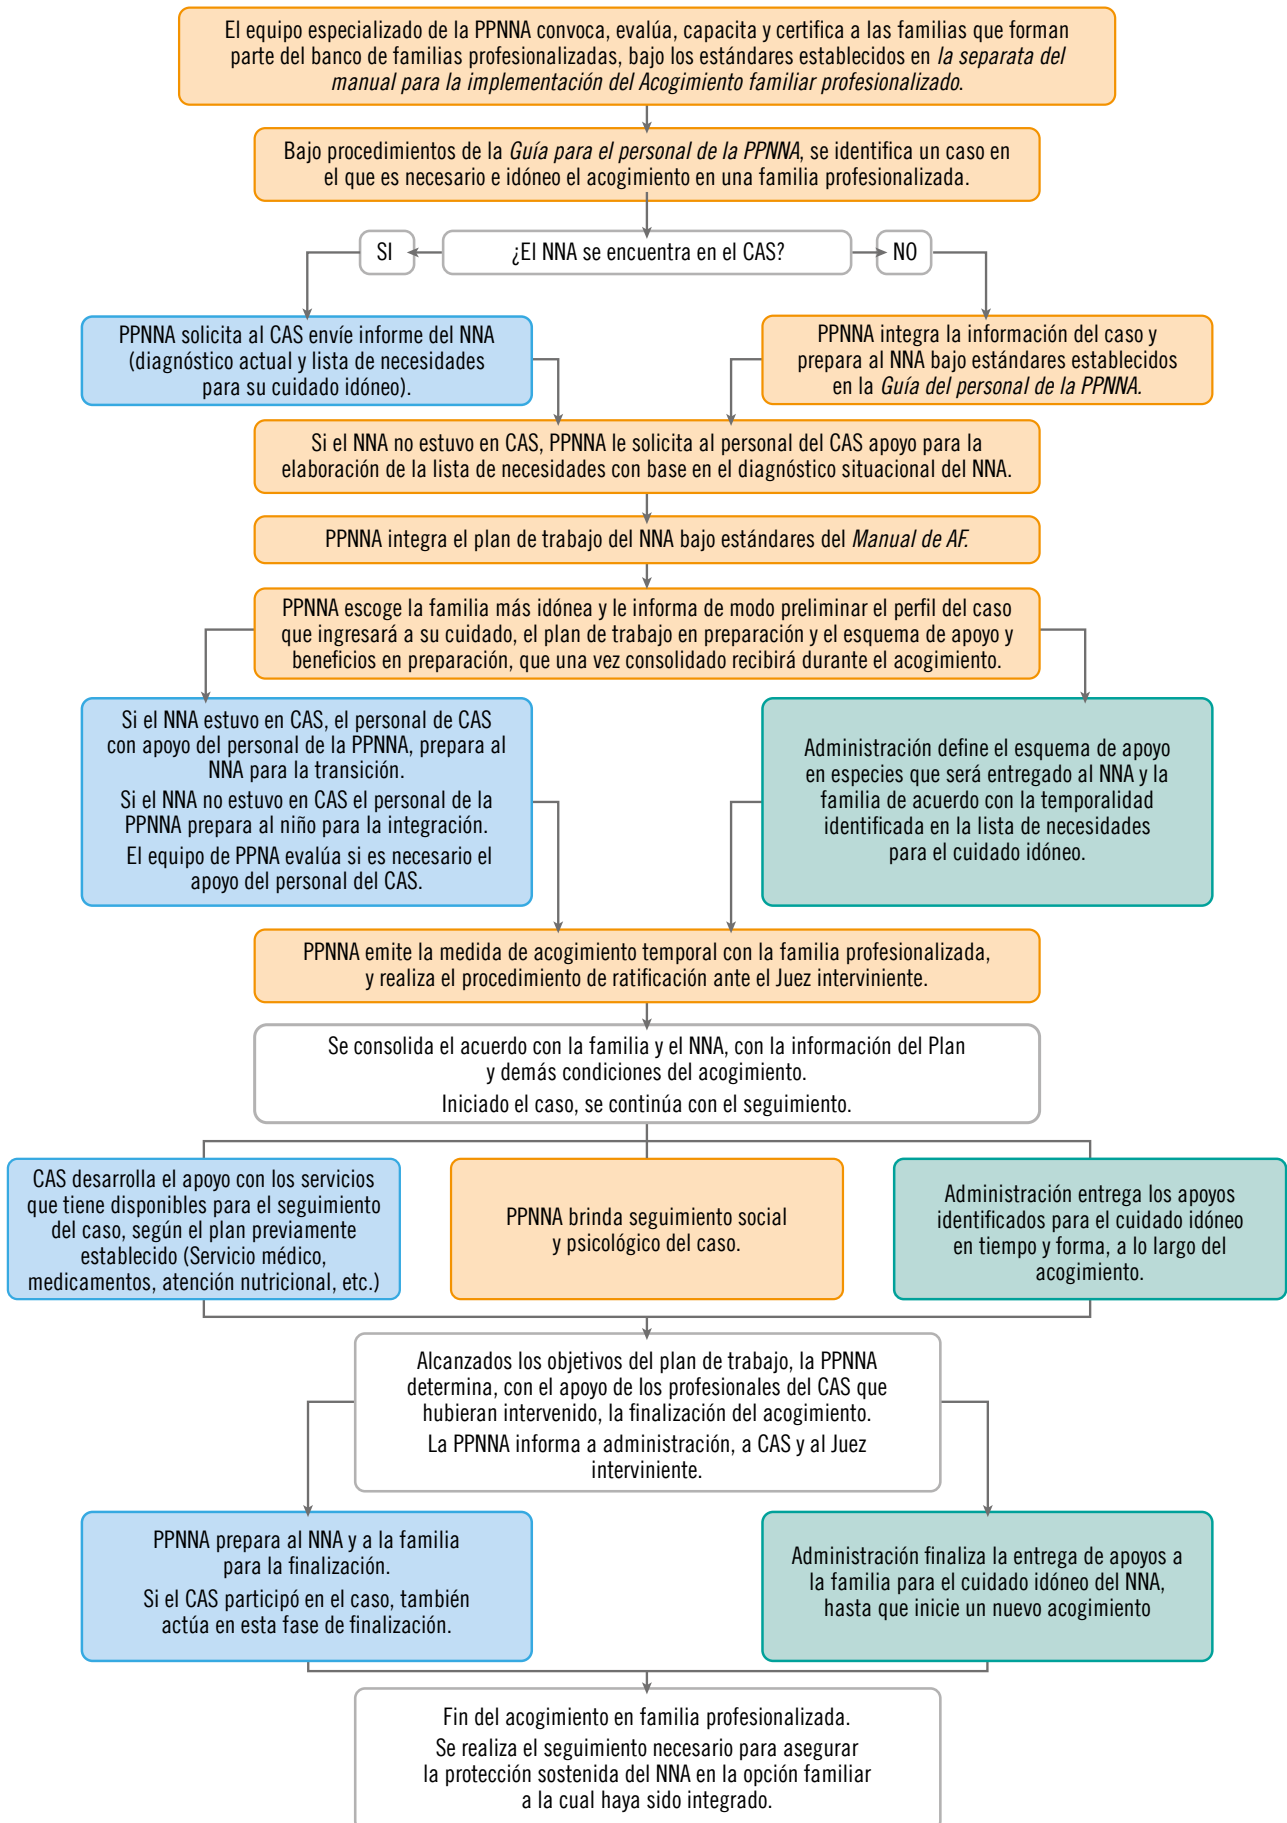 El equipo especializado de la PPNNA convoca, evalúa, capacita y certifica a las familias que forman
parte del banco de familias profesionalizadas, bajo los estándares establecidos en la separata del
manual para la implementación del Acogimiento familiar profesionalizado.
Bajo procedimientos de la Guía para el personal de la PPNNA, se identifica un caso en
el que es necesario e idóneo el acogimiento en una familia profesionalizada.
SI
¿El NNA se encuentra en el CAS?
NO
PPNNA solicita al CAS envíe informe del NNA
(diagnóstico actual y lista de necesidades
para su cuidado idóneo).
PPNNA integra la información del caso y
prepara al NNA bajo estándares establecidos
en la Guía del personal de la PPNNA.
Si el NNA no estuvo en CAS, PPNNA le solicita al personal del CAS apoyo para la
elaboración de la lista de necesidades con base en el diagnóstico situacional del NNA.
PPNNA integra el plan de trabajo del NNA bajo estándares del Manual de AF.
PPNNA escoge la familia más idónea y le informa de modo preliminar el perfil del caso
que ingresará a su cuidado, el plan de trabajo en preparación y el esquema de apoyo y
beneficios en preparación, que una vez consolidado recibirá durante el acogimiento.
Si el NNA estuvo en CAS, el personal de CAS
con apoyo del personal de la PPNNA, prepara al
NNA para la transición.
Si el NNA no estuvo en CAS el personal de la
PPNNA prepara al niño para la integración.
El equipo de PPNA evalúa si es necesario el
apoyo del personal del CAS.
Administración define el esquema de apoyo
en especies que será entregado al NNA y la
familia de acuerdo con la temporalidad
identificada en la lista de necesidades
para el cuidado idóneo.
PPNNA emite la medida de acogimiento temporal con la familia profesionalizada,
y realiza el procedimiento de ratificación ante el Juez interviniente.
Se consolida el acuerdo con la familia y el NNA, con la información del Plan
y demás condiciones del acogimiento.
Iniciado el caso, se continúa con el seguimiento.
CAS desarrolla el apoyo con los servicios
que tiene disponibles para el seguimiento
del caso, según el plan previamente
establecido (Servicio médico,
medicamentos, atención nutricional, etc.)
PPNNA brinda seguimiento social
y psicológico del caso.
Administración entrega los apoyos
identificados para el cuidado idóneo
en tiempo y forma, a lo largo del
acogimiento.
Alcanzados los objetivos del plan de trabajo, la PPNNA
determina, con el apoyo de los profesionales del CAS que
hubieran intervenido, la finalización del acogimiento.
La PPNNA informa a administración, a CAS y al Juez
interviniente.
PPNNA prepara al NNA y a la familia
para la finalización.
Si el CAS participó en el caso, también
actúa en esta fase de finalización.
Administración finaliza la entrega de apoyos a
la familia para el cuidado idóneo del NNA,
hasta que inicie un nuevo acogimiento
Fin del acogimiento en familia profesionalizada.
Se realiza el seguimiento necesario para asegurar
la protección sostenida del NNA en la opción familiar
a la cual haya sido integrado.